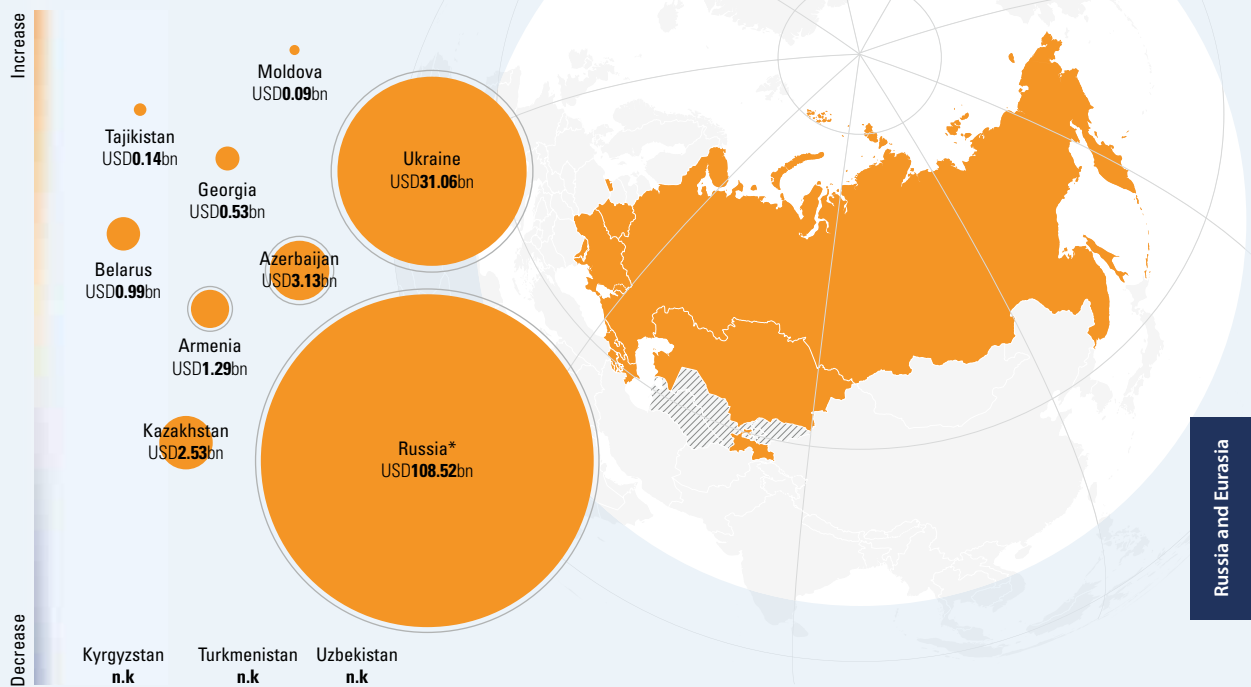 Increase
Moldova
USD0.09bn
Tajikistan
USD0.14bn
Georgia
USD0.53bn
Ukraine
USD31.06bn
Belarus
USD0.99bn
Azerbaijan
USD3.13bn
Armenia
USD1.29bn
Kazakhstan
USD2.53bn
Russia*
USD108.52bn
Russia and Eurasia
Decrease
Kyrgyzstan
n.k
Turkmenistan
n.k
Uzbekistan
n.k